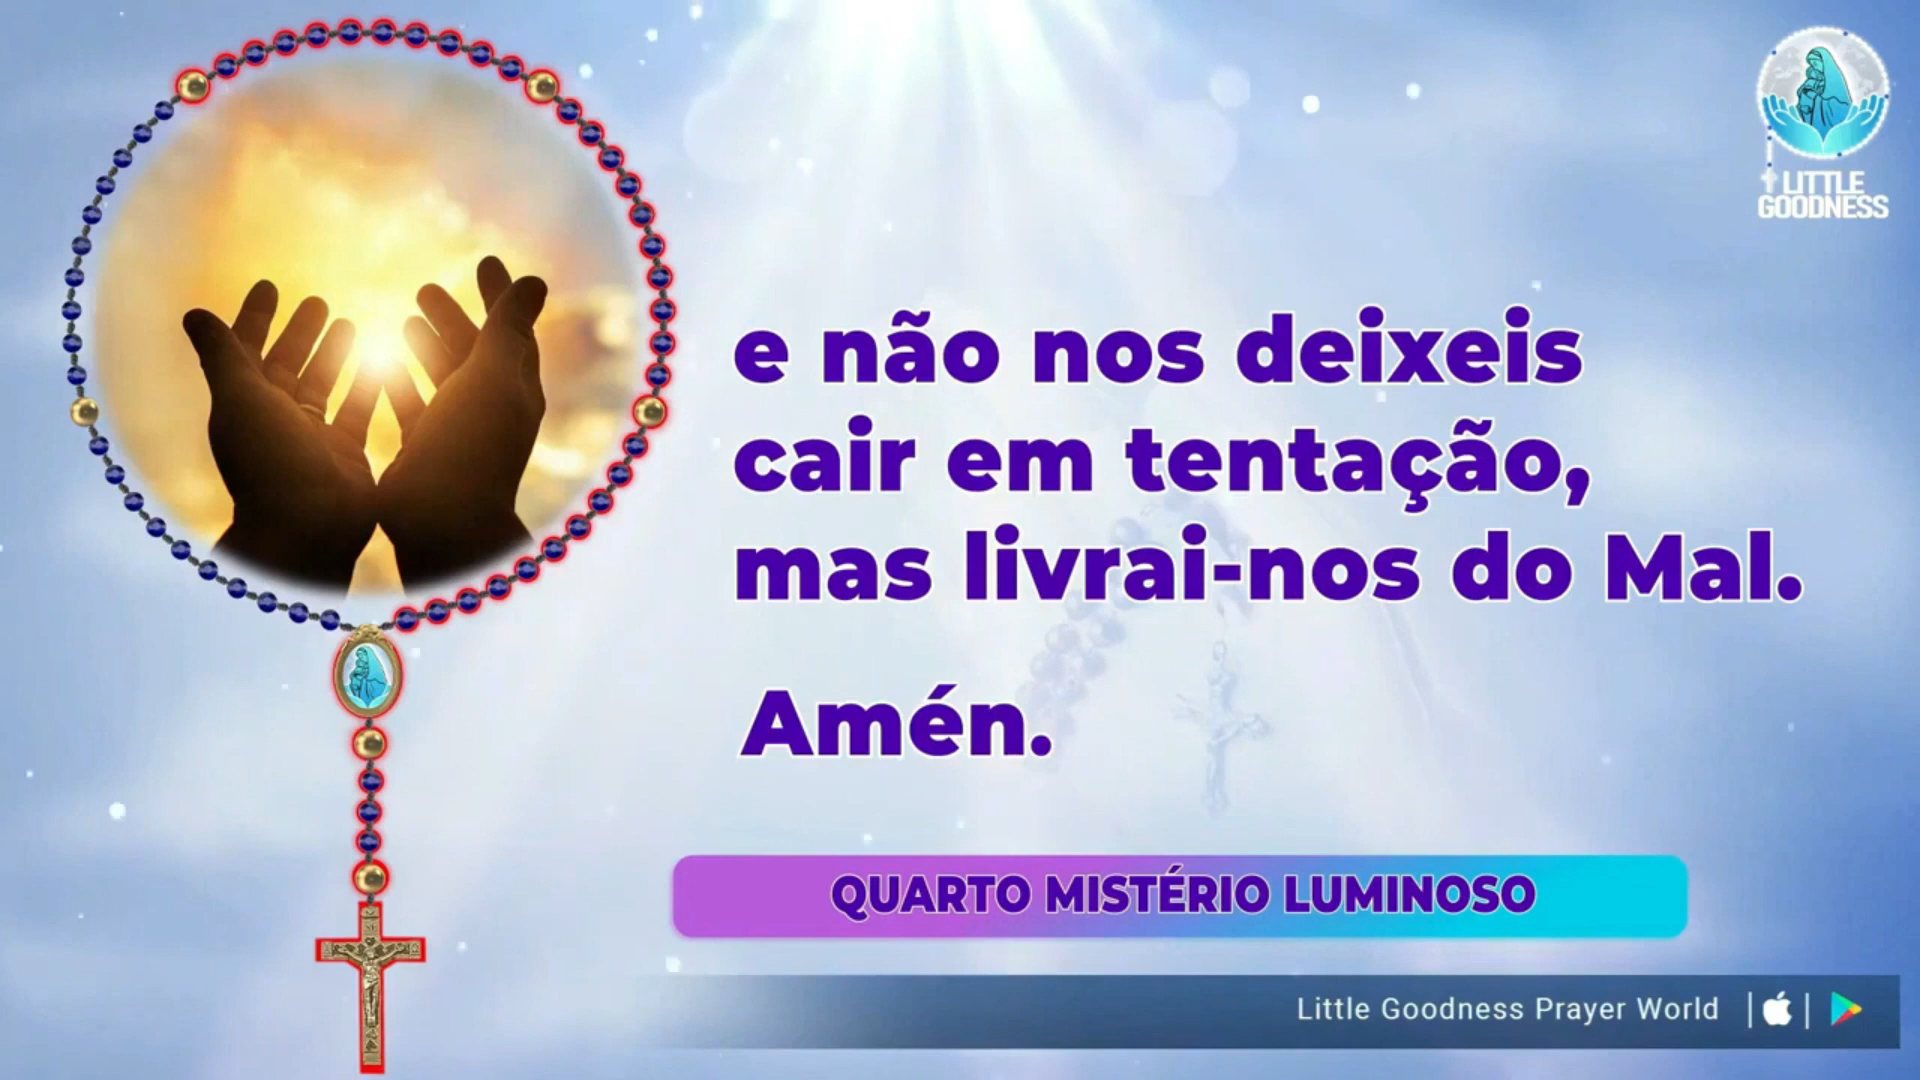 LITTLE
GOODNESS
e não nos deixeis
cair em tentação,
mas livrai-nos do Mal.
Amén.
QUARTO MISTÉRIO LUMINOSO
Little Goodness Prayer World